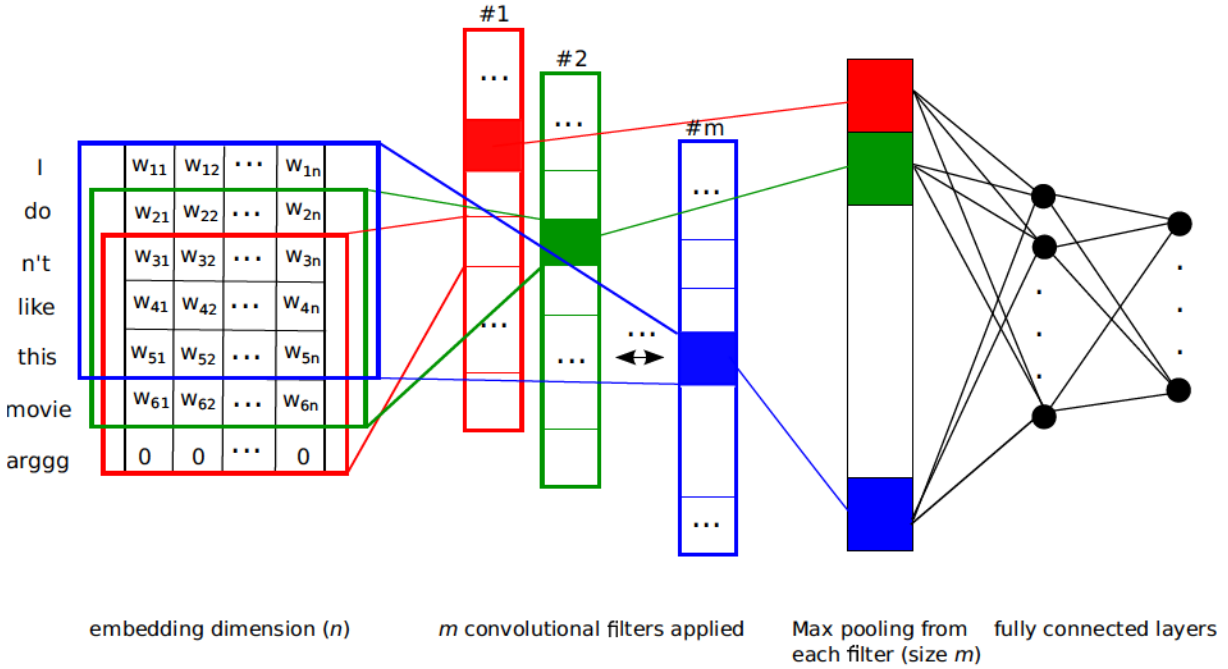 #1
#2
#m
...
...
...
I w11 w12 ... w1n
do w21 w22 ... w2n
n't w31 w32 ... w3n
like w41 w42 ... w4n
this w51 w52 ... w5n
movie w61 w62 ... w6n
arggg 0 0 ... 0
...
...
...
...
embedding dimension (n)
m convolutional filters applied
Max pooling from
each filter (size m)
fully connected layers